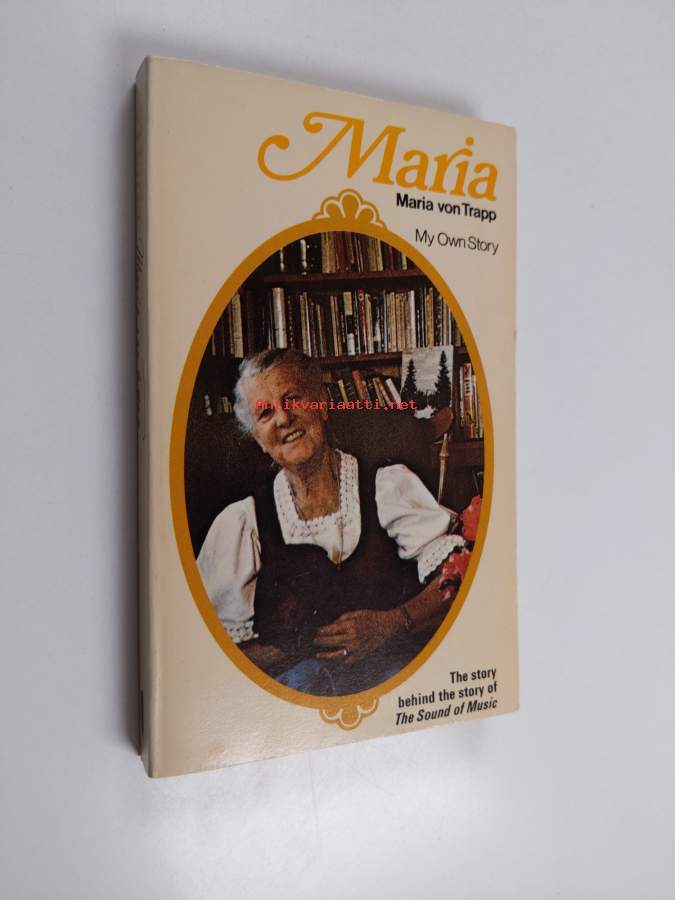 Maria
Maria von Trapp
My Own Story
Antikvariaatti.net
The story
behind the story of
The Sound of Music